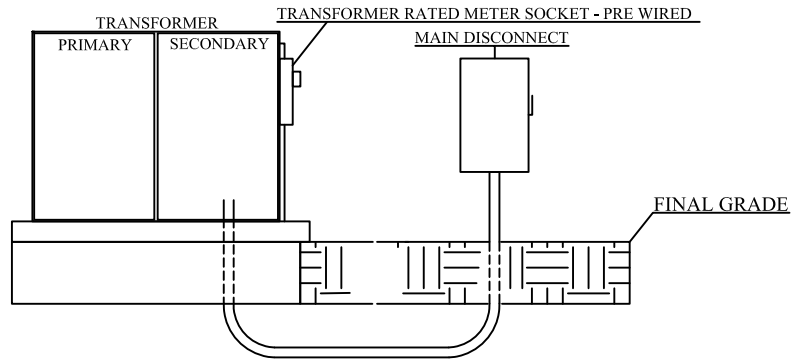 TRANSFORMER RATED METER SOCKET - PRE WIRED
TRANSFORMER
PRIMARY
SECONDARY
MAIN DISCONNECT
FINAL GRADE